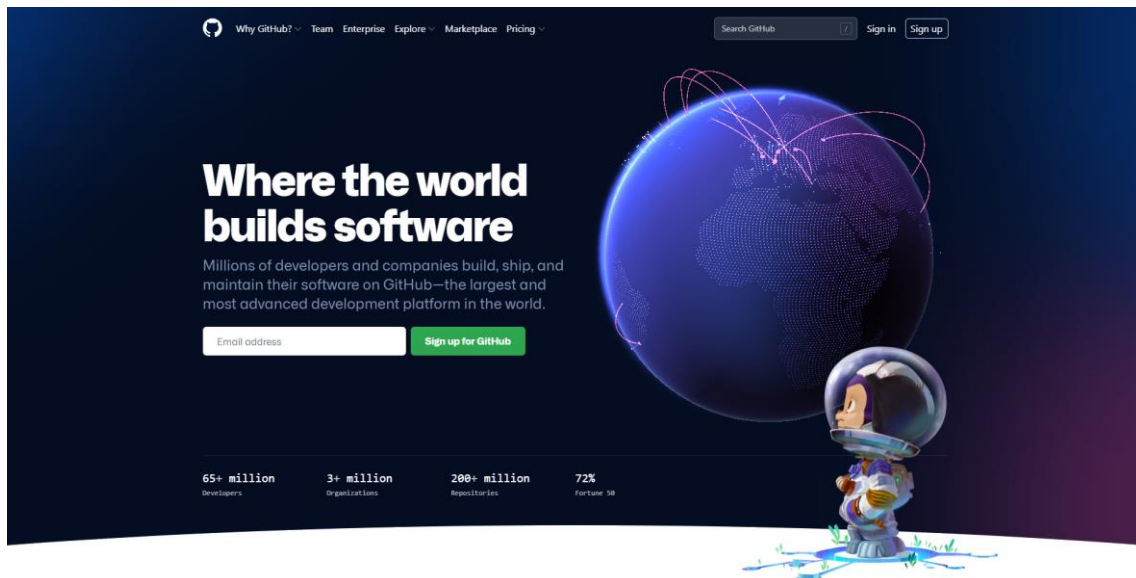 Why GitHub? Team Enterprise Explore Marketplace Pricing Search GitHub / Sign in Sign up
Where the world
builds software
Millions of developers and companies build, ship, and
maintain their software on GitHub—the largest and
most advanced development platform in the world.
Email address Sign up for GitHub
65+ million 3+ million 200+ million 72%
Developers Organizations Repositories Fortune 50